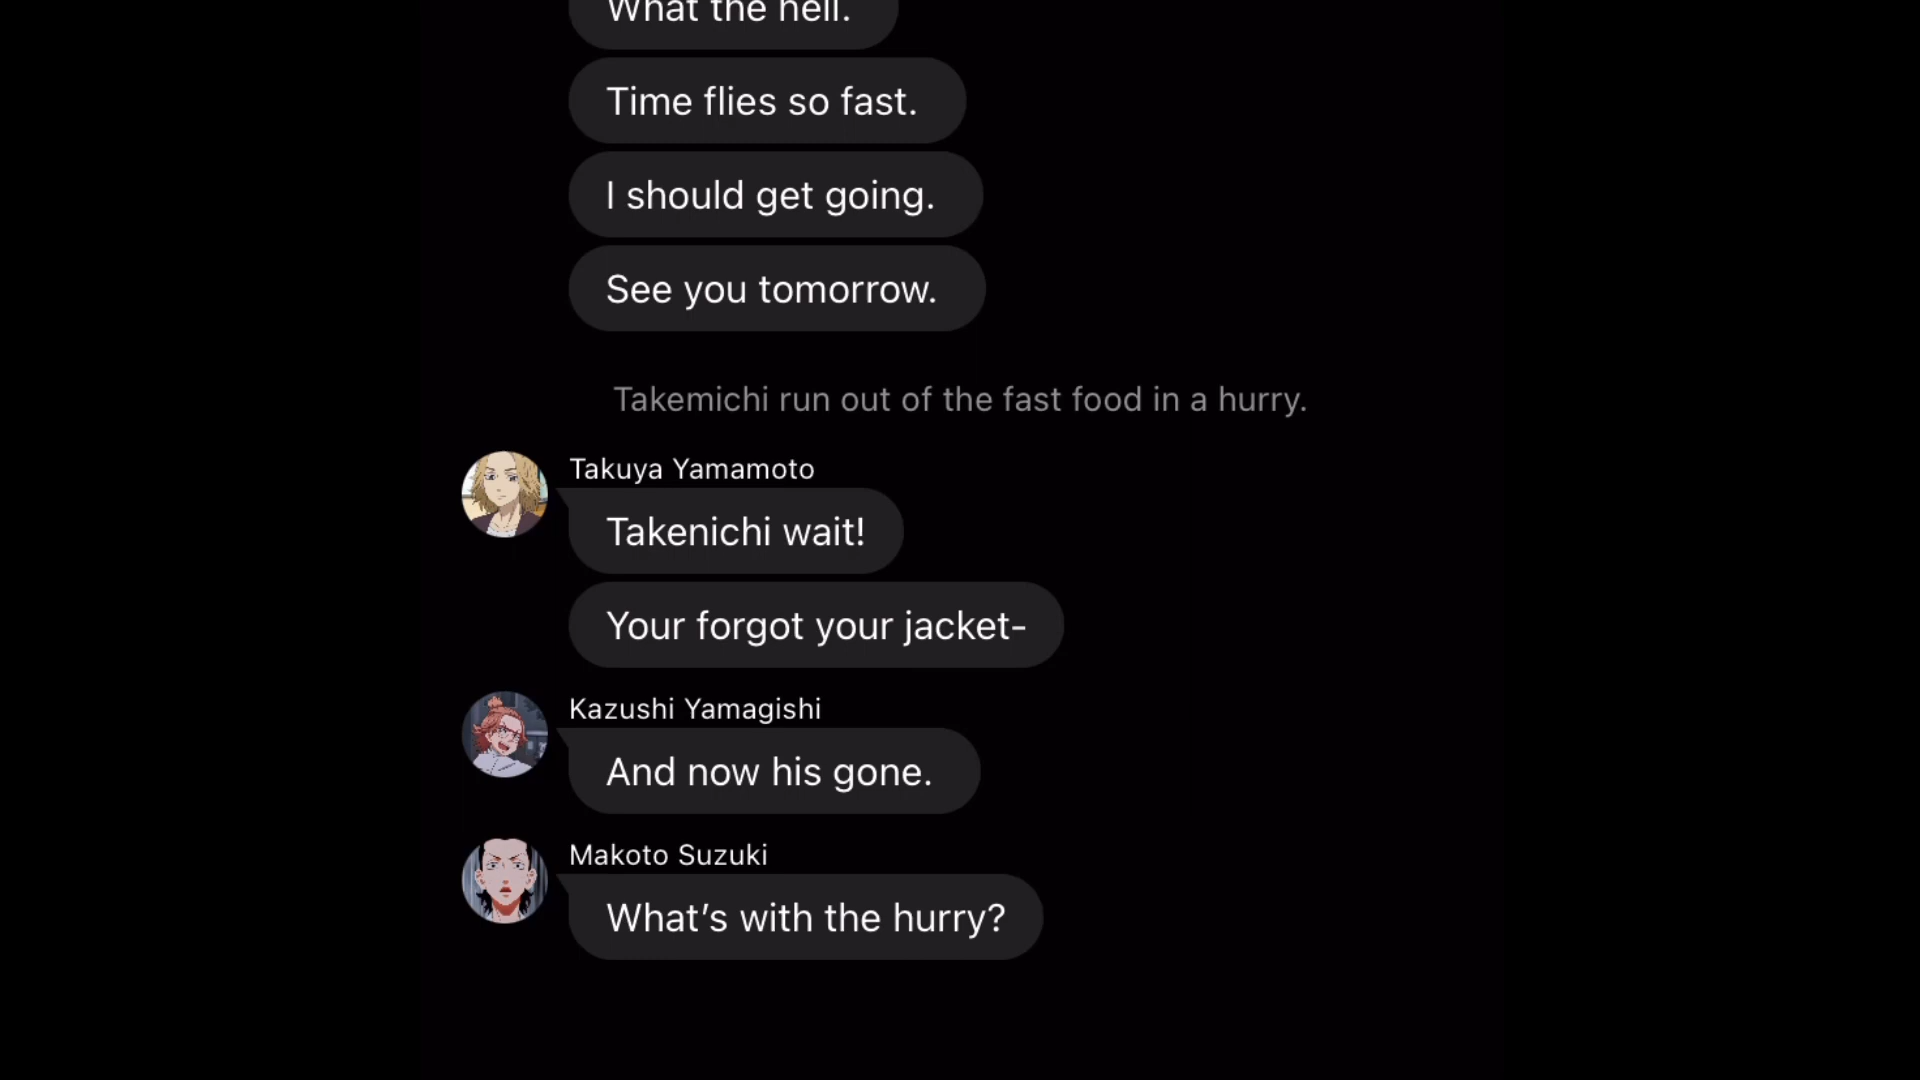 What the hell.
Time flies so fast.
I should get going.
See you tomorrow.
Takemichi run out of the fast food in a hurry.
Takuya Yamamoto
Takenichi wait!
Your forgot your jacket-
Kazushi Yamagishi
And now his gone.
Makoto Suzuki
What’s with the hurry?